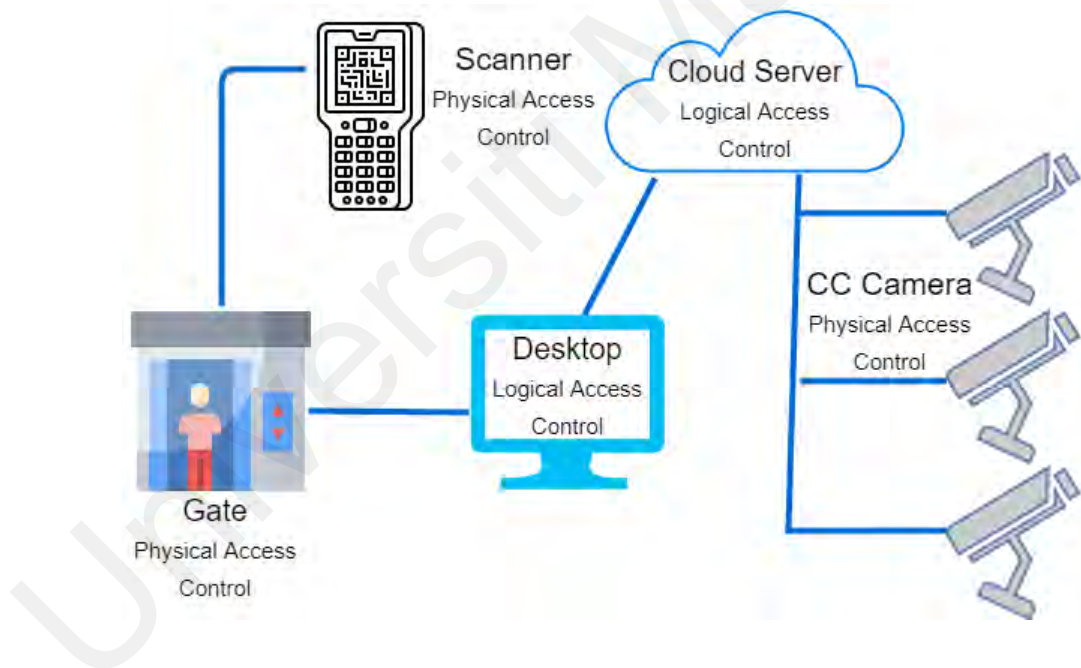 Scanner
Physical Access
Control
Cloud Server
Logical Access
Control
CC Camera
Physical Access
Control
Desktop
Logical Access
Control
Gate
Physical Access
Control
Universiti M